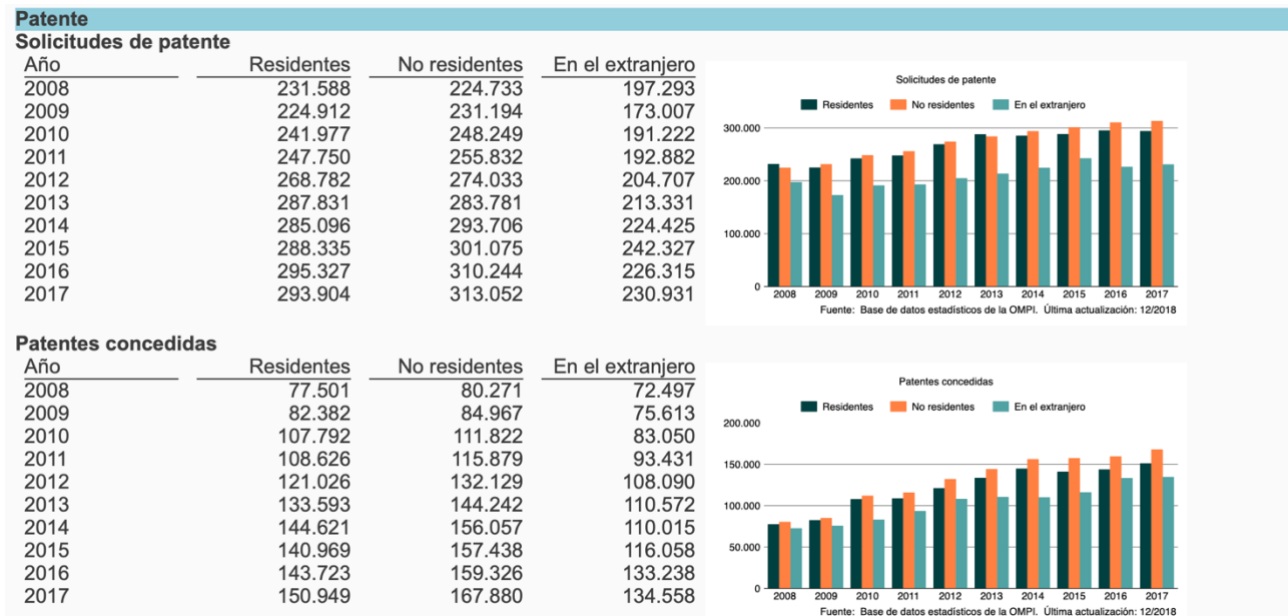 Patente
Solicitudes de patente
Año Residentes No residentes En el extranjero
2008 231.588 224.733 197.293
2009 224.912 231.194 173.007
2010 241.977 248.249 191.222
2011 247.750 255.832 192.882
2012 268.782 274.033 204.707
2013 287.831 283.781 213.331
2014 285.096 293.706 224.425
2015 288.335 301.075 242.327
2016 295.327 310.244 226.315
2017 293.904 313.052 230.931
Solicitudes de patente
Residentes No residentes En el extranjero
300.000
200.000
100.000
0
2008 2009 2010 2011 2012 2013 2014 2015 2016 2017
Fuente: Base de datos estadísticos de la OMPI. Última actualización: 12/2018
Patentes concedidas
Año Residentes No residentes En el extranjero
2008 77.501 80.271 72.497
2009 82.382 84.967 75.613
2010 107.792 111.822 83.050
2011 108.626 115.879 93.431
2012 121.026 132.129 108.090
2013 133.593 144.242 110.572
2014 144.621 156.057 110.015
2015 140.969 157.438 116.058
2016 143.723 159.326 133.238
2017 150.949 167.880 134.558
Patentes concedidas
Residentes No residentes En el extranjero
200.000
150.000
100.000
50.000
0
2008 2009 2010 2011 2012 2013 2014 2015 2016 2017
Fuente: Base de datos estadísticos de la OMPI. Última actualización: 12/2018